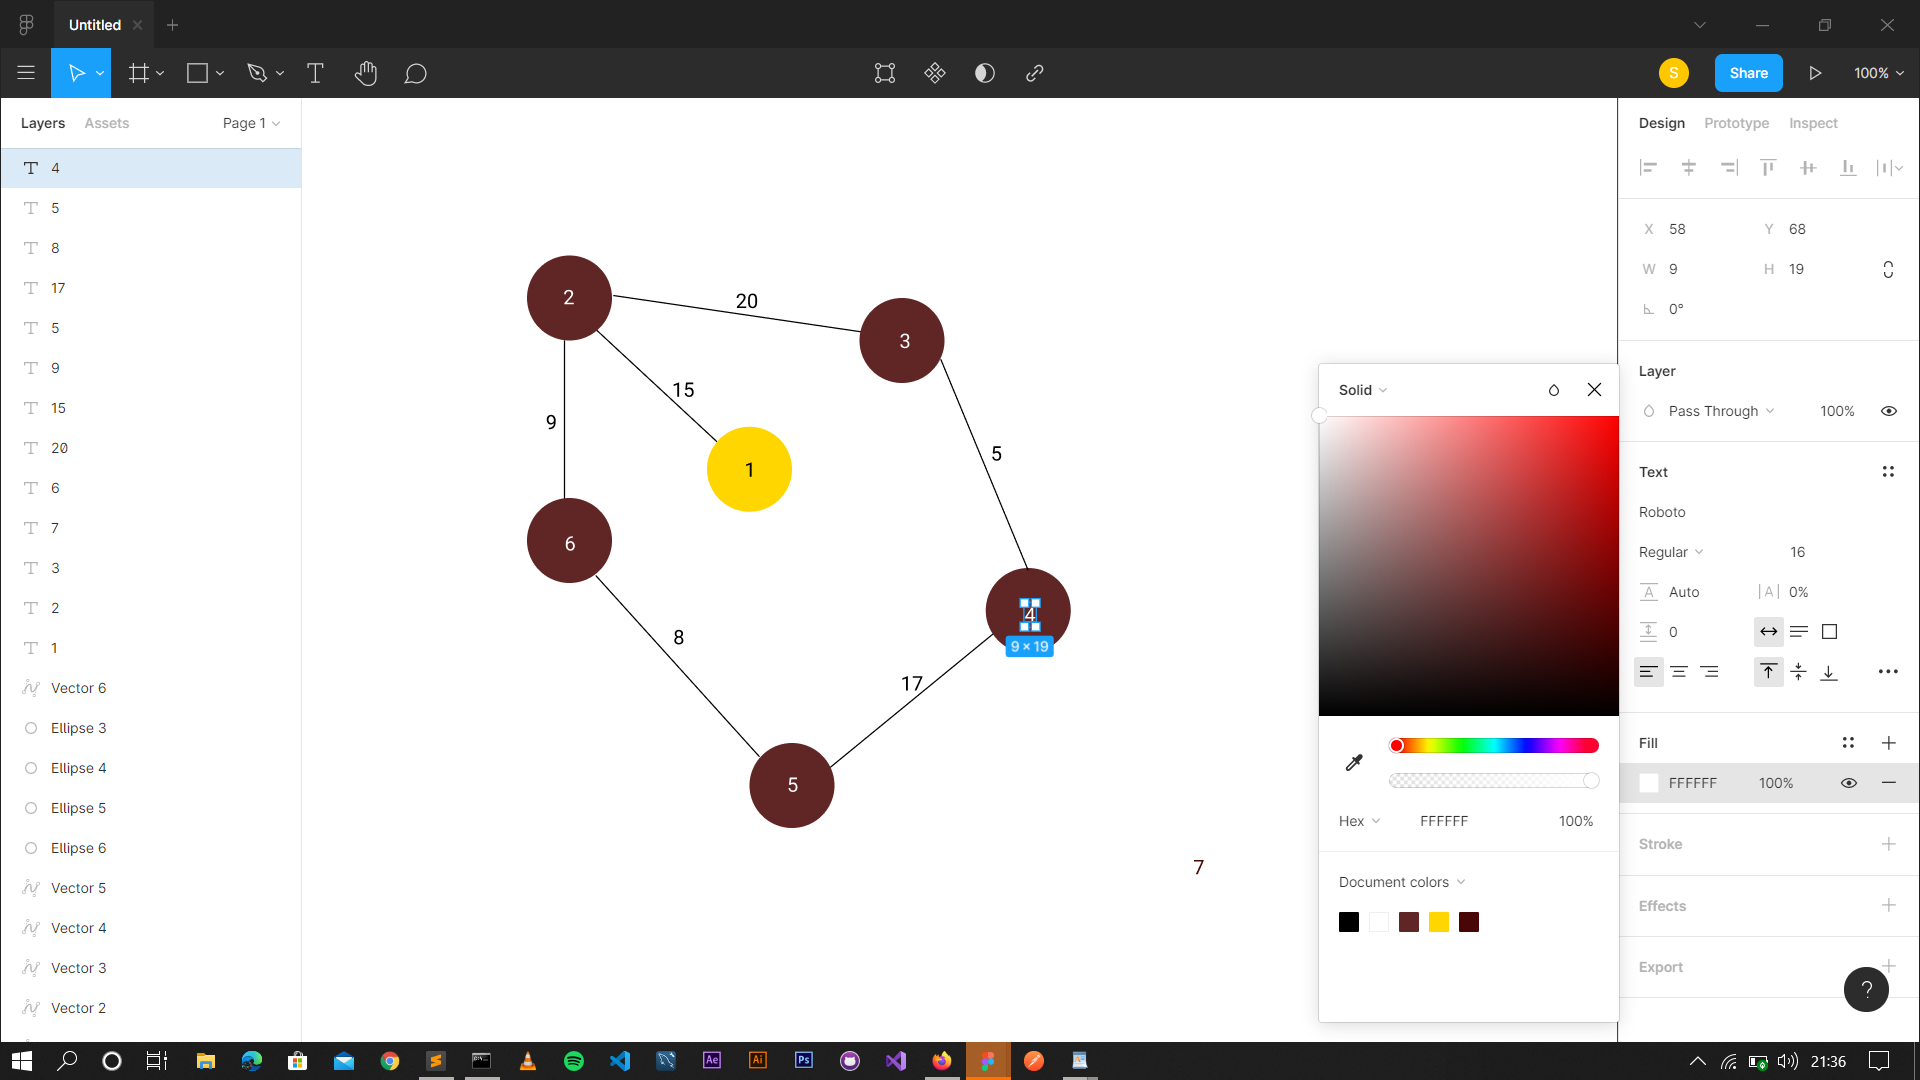 Untitled
Share
S
100%
Layers
Assets
Page 1
4
5
8
17
5
9
15
20
6
7
3
2
1
Vector 6
Ellipse 3
Ellipse 4
Ellipse 5
Ellipse 6
Vector 5
Vector 4
Vector 3
Vector 2
2
20
3
15
9
1
5
6
4
9 × 19
8
17
5
7
Solid
Hex FFFFFF 100%
Document colors
Design Prototype Inspect
X 58 Y 68
W 9 H 19
0°
Layer
Pass Through 100%
Text
Roboto
Regular 16
A Auto |A| 0%
0
Fill
FFFFFF 100%
Stroke
Effects
Export
?
Ae
Ai
Ps
21:36